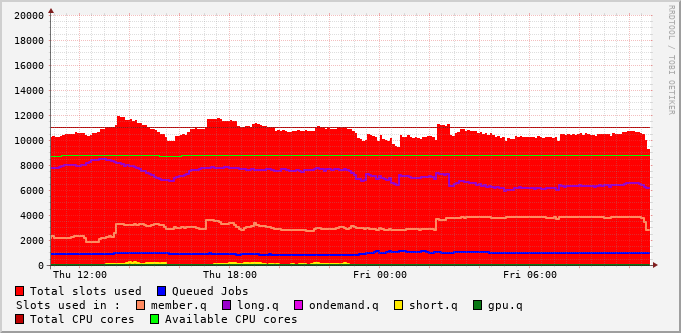 20000
18000
16000
14000
12000
10000
8000
6000
4000
2000
0
Thu 12:00 Thu 18:00 Fri 00:00 Fri 06:00
RRDTOOL / TOBI OETIKER
Total slots used Queued Jobs
Slots used in : member.q long.q ondemand.q short.q gpu.q
Total CPU cores Available CPU cores